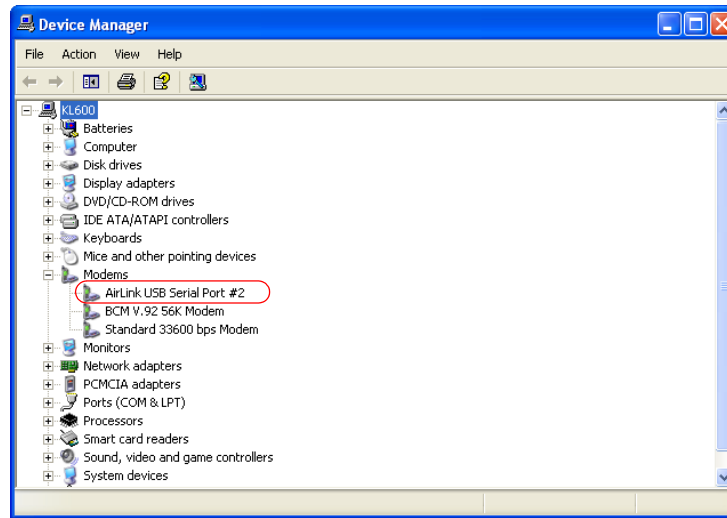 Device Manager
File Action View Help
KL600
Batteries
Computer
Disk drives
Display adapters
DVD/CD-ROM drives
IDE ATA/ATAPI controllers
Keyboards
Mice and other pointing devices
Modems
AirLink USB Serial Port #2
BCM V.92 56K Modem
Standard 33600 bps Modem
Monitors
Network adapters
PCMCIA adapters
Ports (COM & LPT)
Processors
Smart card readers
Sound, video and game controllers
System devices